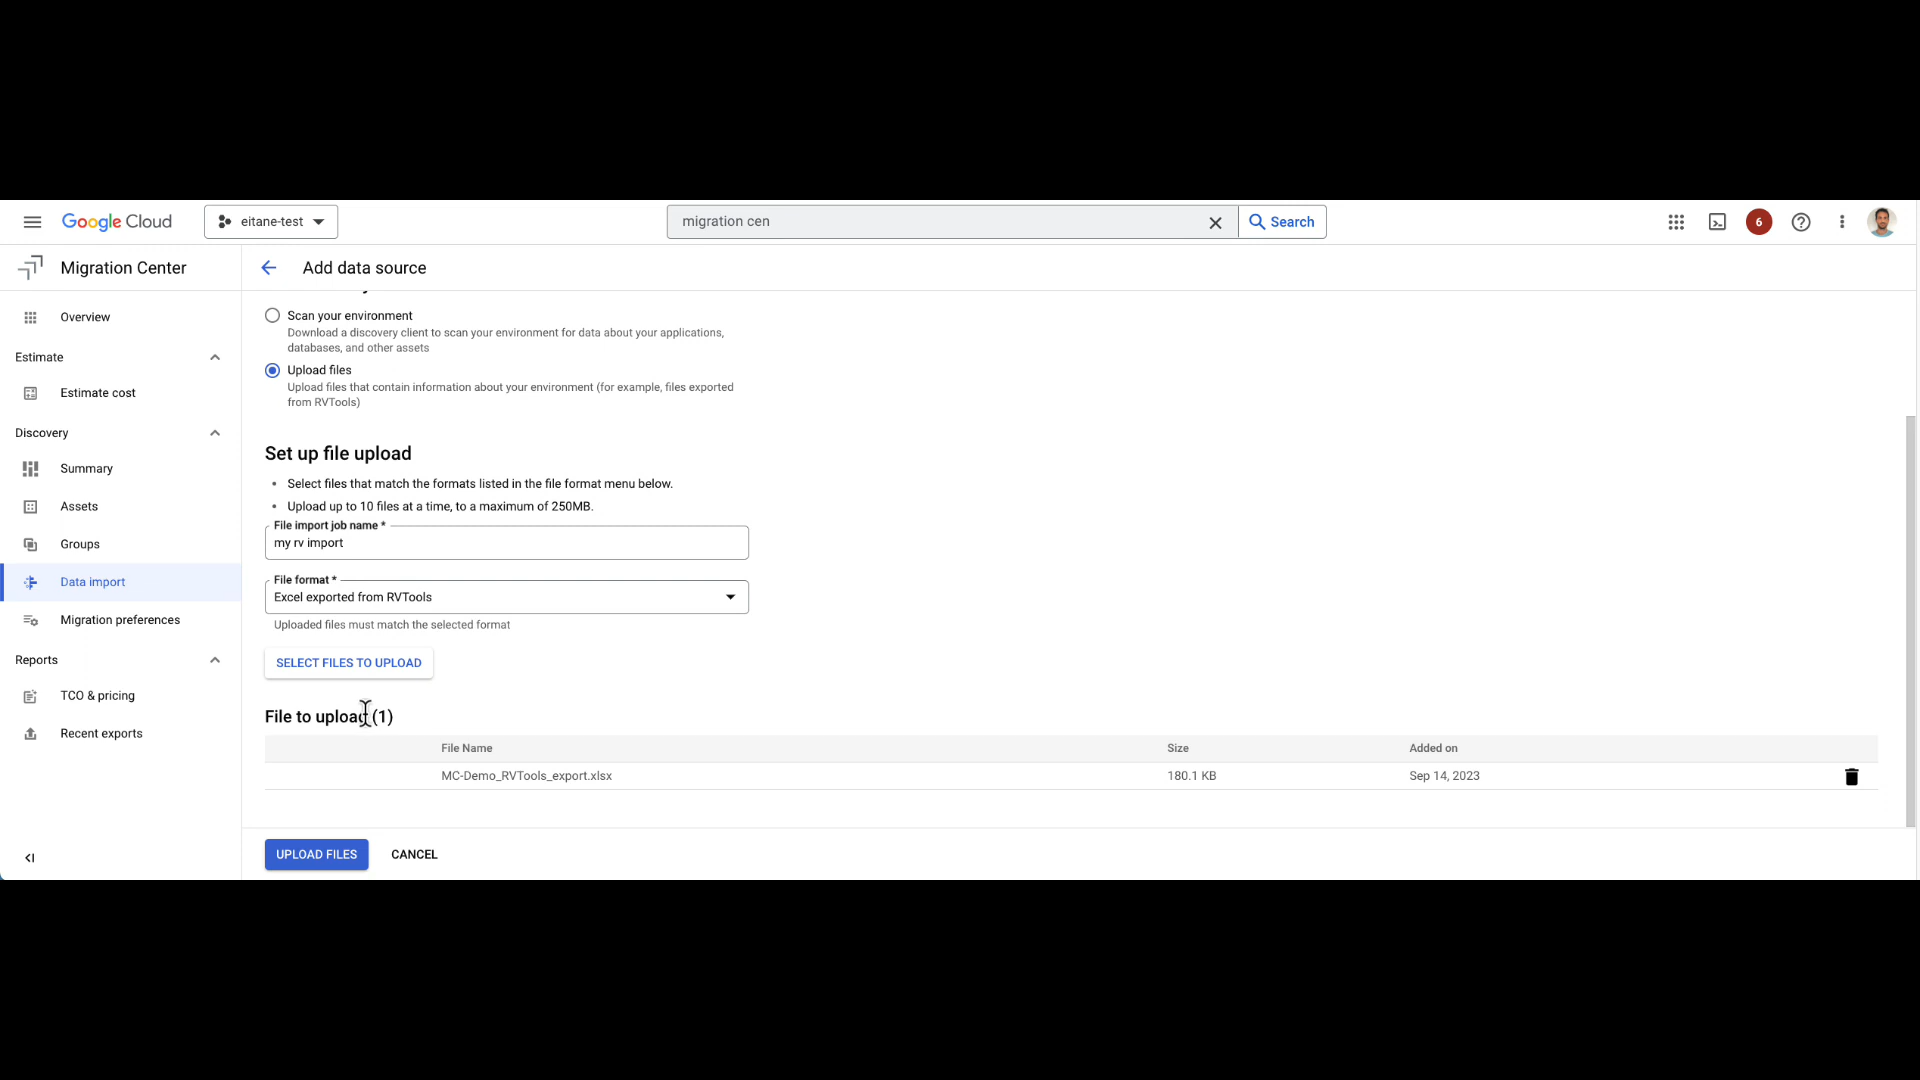 Google Cloud
eitane-test
migration cen
Search
6
Migration Center
Add data source
Overview
Estimate
Estimate cost
Discovery
Summary
Assets
Groups
Data import
Migration preferences
Reports
TCO & pricing
Recent exports
Scan your environment
Download a discovery client to scan your environment for data about your applications,
databases, and other assets
Upload files
Upload files that contain information about your environment (for example, files exported
from RVTools)
Set up file upload
• Select files that match the formats listed in the file format menu below.
• Upload up to 10 files at a time, to a maximum of 250MB.
File import job name *
my rv import
File format *
Excel exported from RVTools
Uploaded files must match the selected format
SELECT FILES TO UPLOAD
File to upload (1)
File Name Size Added on
MC-Demo_RVTools_export.xlsx 180.1 KB Sep 14, 2023
UPLOAD FILES CANCEL